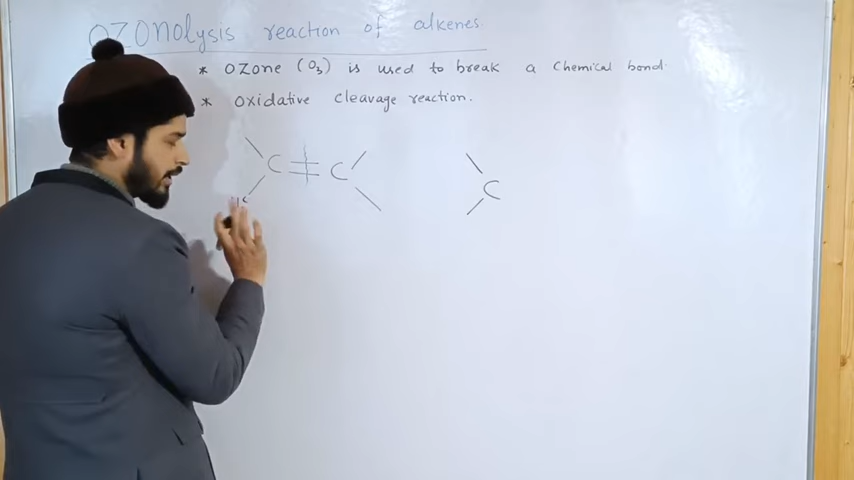 OZOnolysis reaction of alkenes.
* OZone (O₃) is used to break a Chemical bond.
* Oxidative cleavage reaction.
C = C C